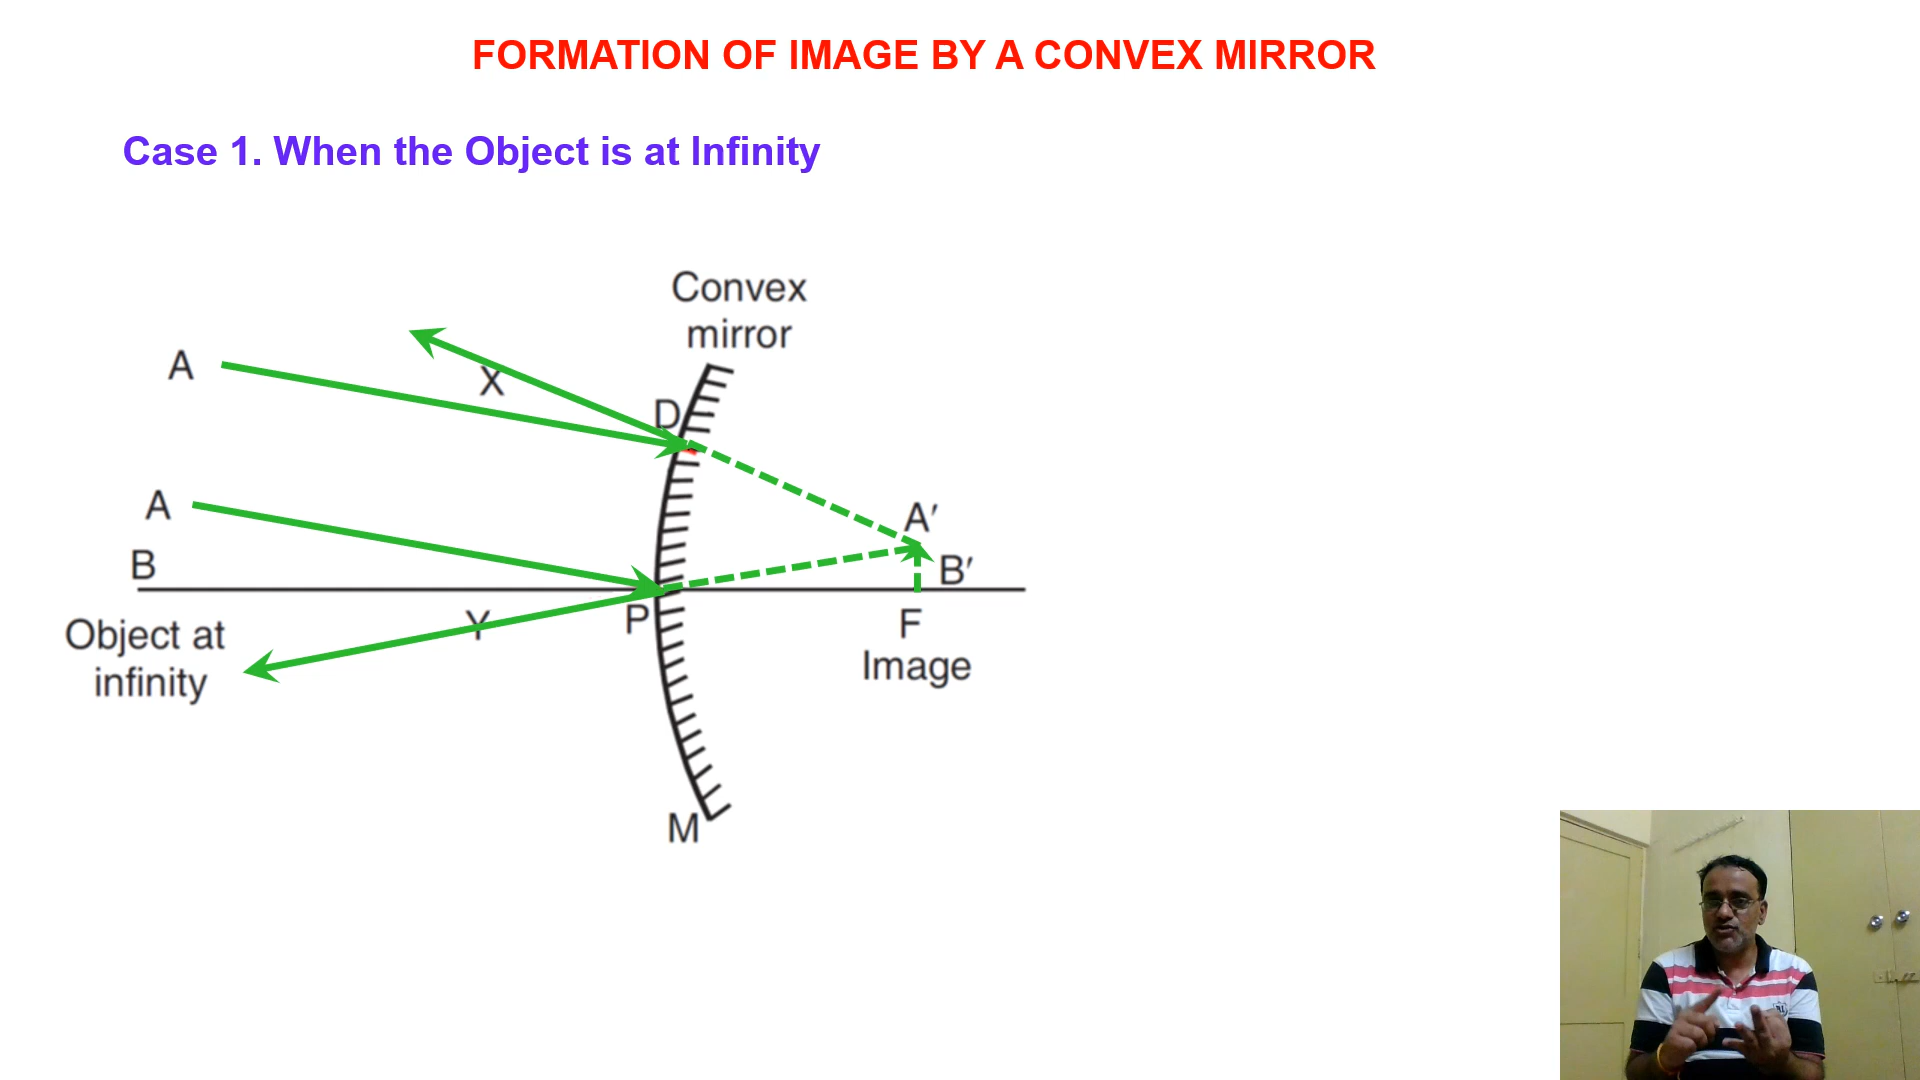 FORMATION OF IMAGE BY A CONVEX MIRROR
Case 1. When the Object is at Infinity
Convex
mirror
A
X
D
A
A′
B
B′
P
Y
F
Object at
infinity
Image
M